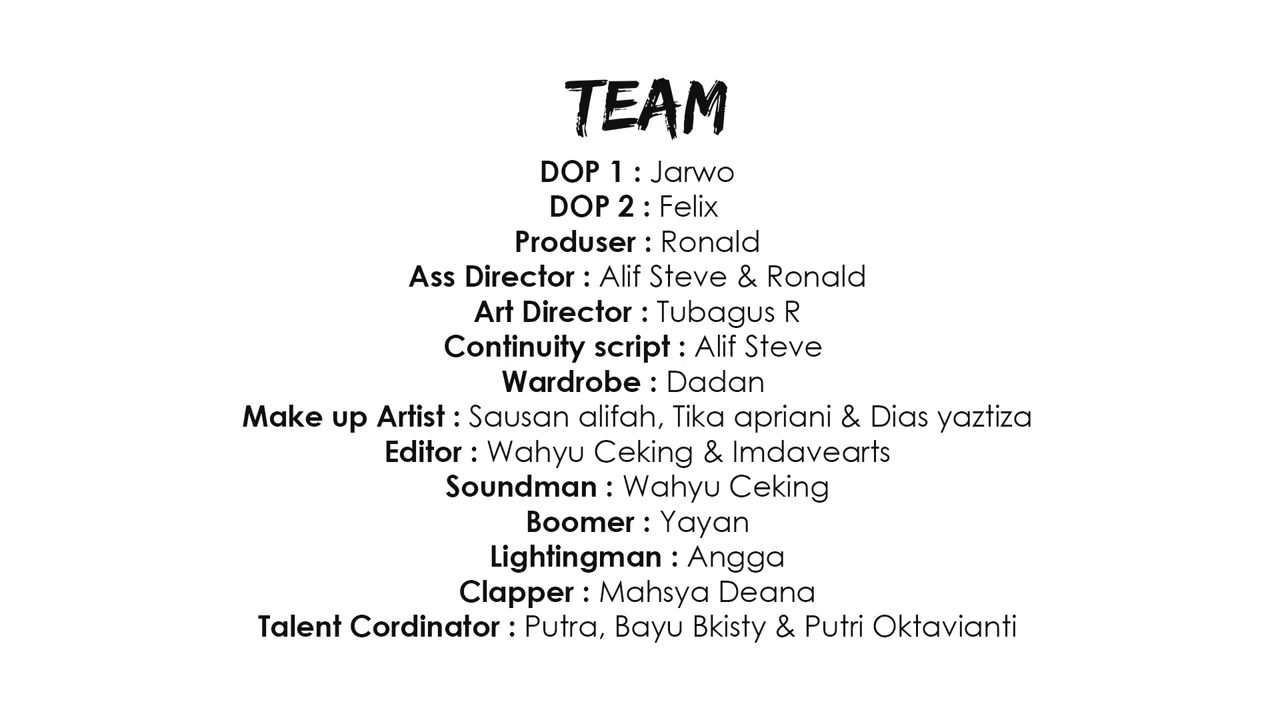 TEAM
DOP 1 : Jarwo
DOP 2 : Felix
Produser : Ronald
Ass Director : Alif Steve & Ronald
Art Director : Tubagus R
Continuity script : Alif Steve
Wardrobe : Dadan
Make up Artist : Sausan alifah, Tika apriani & Dias yaztiza
Editor : Wahyu Ceking & Imdavearts
Soundman : Wahyu Ceking
Boomer : Yayan
Lightingman : Angga
Clapper : Mahsya Deana
Talent Cordinator : Putra, Bayu Bkisty & Putri Oktavianti